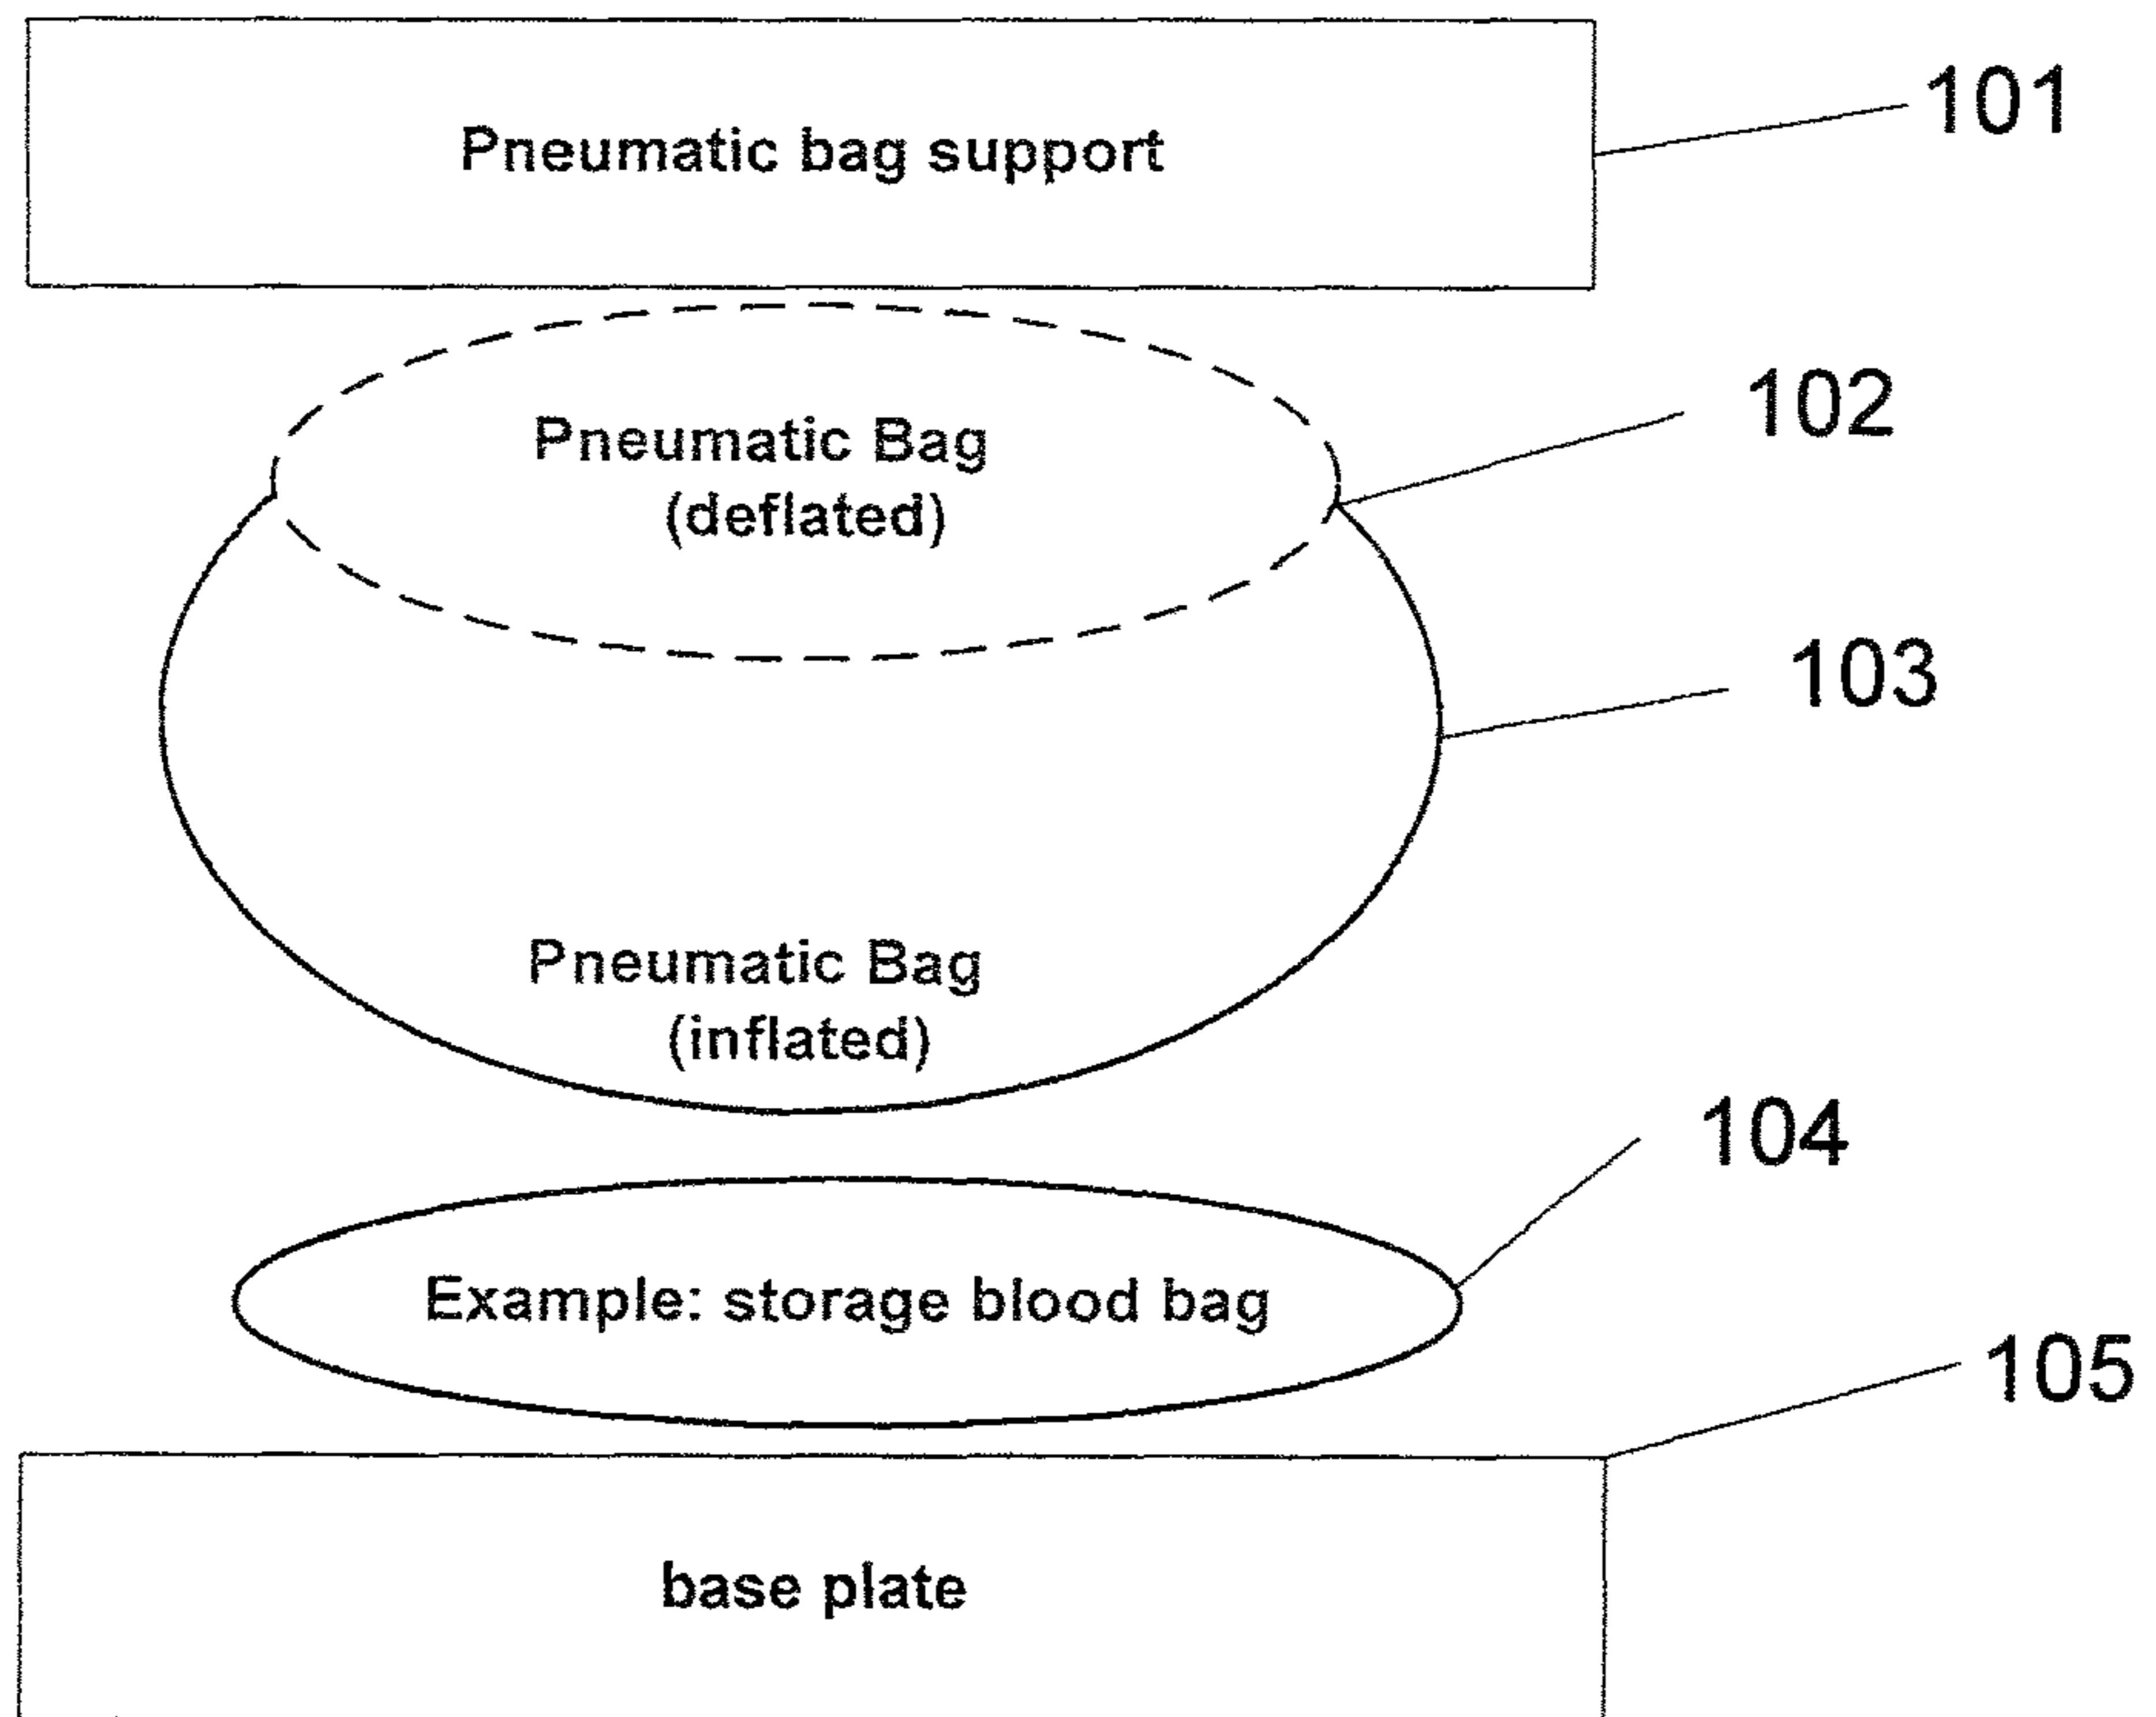 Pneumatic bag support
101
Pneumatic Bag
(deflated)
102
103
Pneumatic Bag
(inflated)
104
Example: storage blood bag
105
base plate